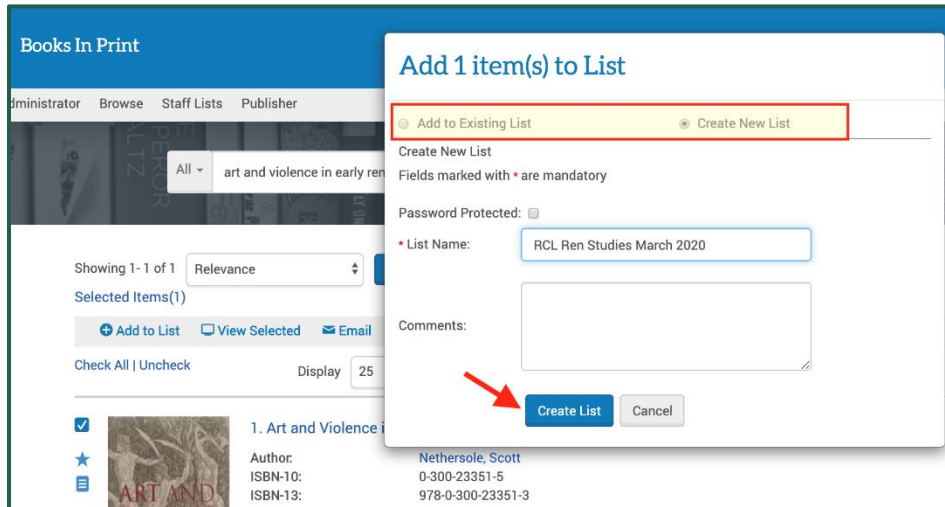 Books In Print
Add 1 item(s) to List
dministrator Browse Staff Lists Publisher
Add to Existing List Create New List
Create New List
Fields marked with * are mandatory
All art and violence in early ren
Password Protected:
* List Name: RCL Ren Studies March 2020
Showing 1- 1 of 1 Relevance
Selected Items(1)
Add to List View Selected Email
Comments:
Check All | Uncheck Display 25
Create List Cancel
1. Art and Violence i
Author: Nethersole, Scott
ISBN-10: 0-300-23351-5
ISBN-13: 978-0-300-23351-3
ART AND